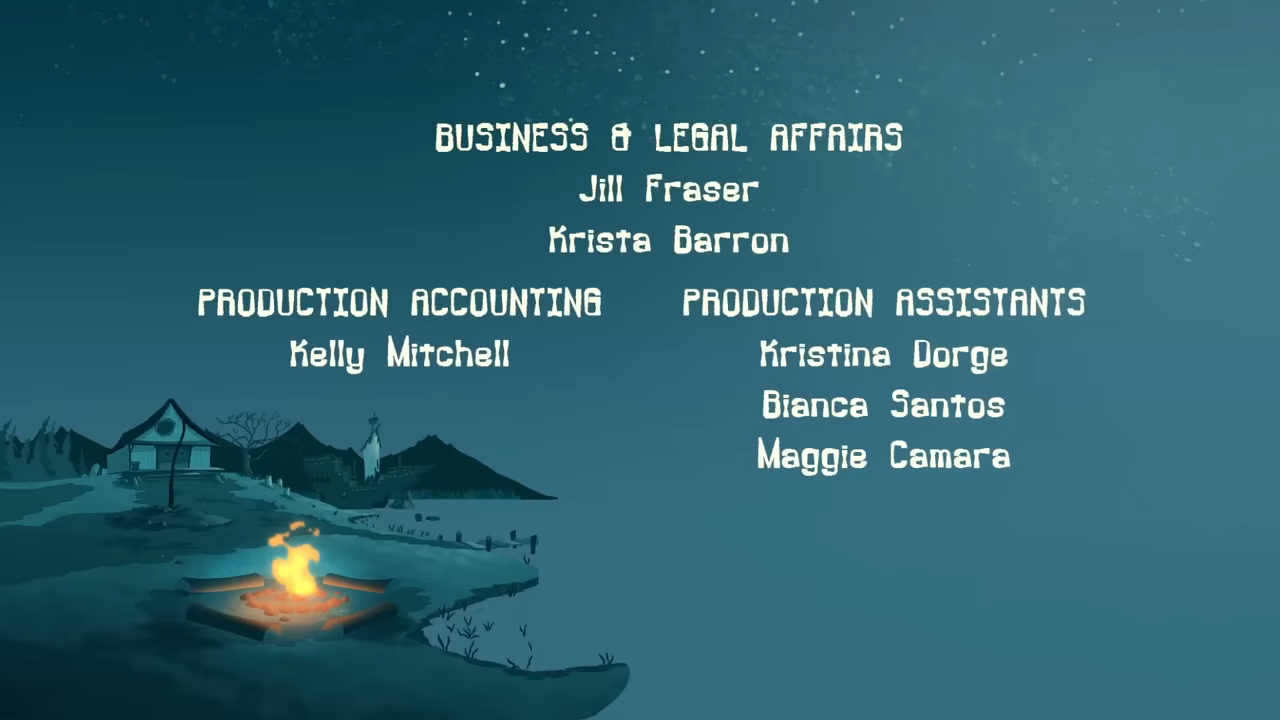 BUSINESS & LEGAL AFFAIRS
Jill Fraser
Krista Barron
PRODUCTION ACCOUNTING
Kelly Mitchell
PRODUCTION ASSISTANTS
Kristina Dorge
Bianca Santos
Maggie Camara